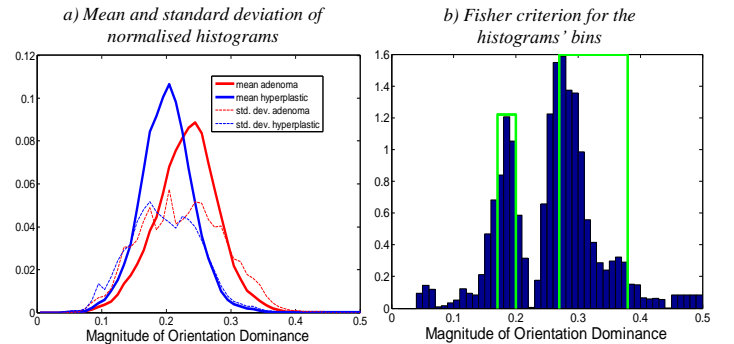 a) Mean and standard deviation of
normalised histograms
0.12
0.1
0.08
0.06
0.04
0.02
0
0
0.1
0.2
0.3
0.4
0.5
mean adenoma
mean hyperplastic
std. dev. adenoma
std. dev. hyperplastic
Magnitude of Orientation Dominance
b) Fisher criterion for the
histograms' bins
1.6
1.4
1.2
1
0.8
0.6
0.4
0.2
0
0
0.1
0.2
0.3
0.4
0.5
Magnitude of Orientation Dominance